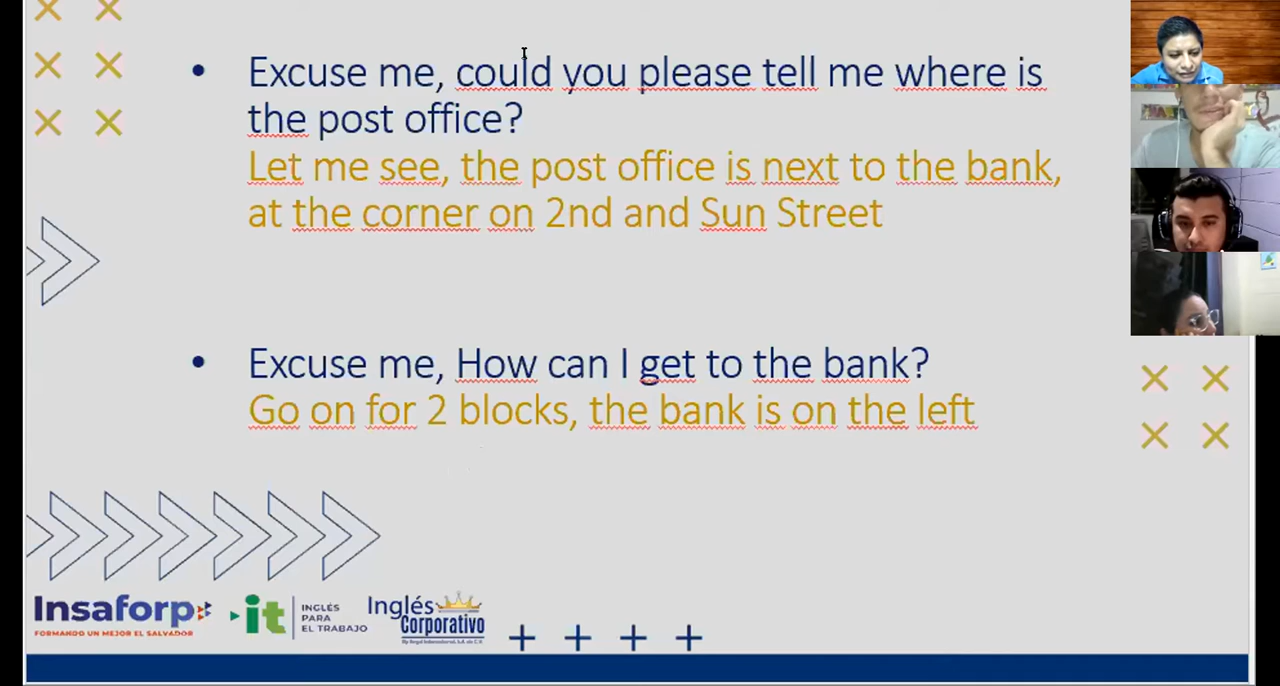 Excuse me, could you please tell me where is
the post office?
Let me see, the post office is next to the bank,
at the corner on 2nd and Sun Street
Excuse me, How can I get to the bank?
Go on for 2 blocks, the bank is on the left
Insaforp
FORMANDO UN MEJOR EL SALVADOR
it
INGLÉS
PARA
EL TRABAJO
Inglés
Corporativo